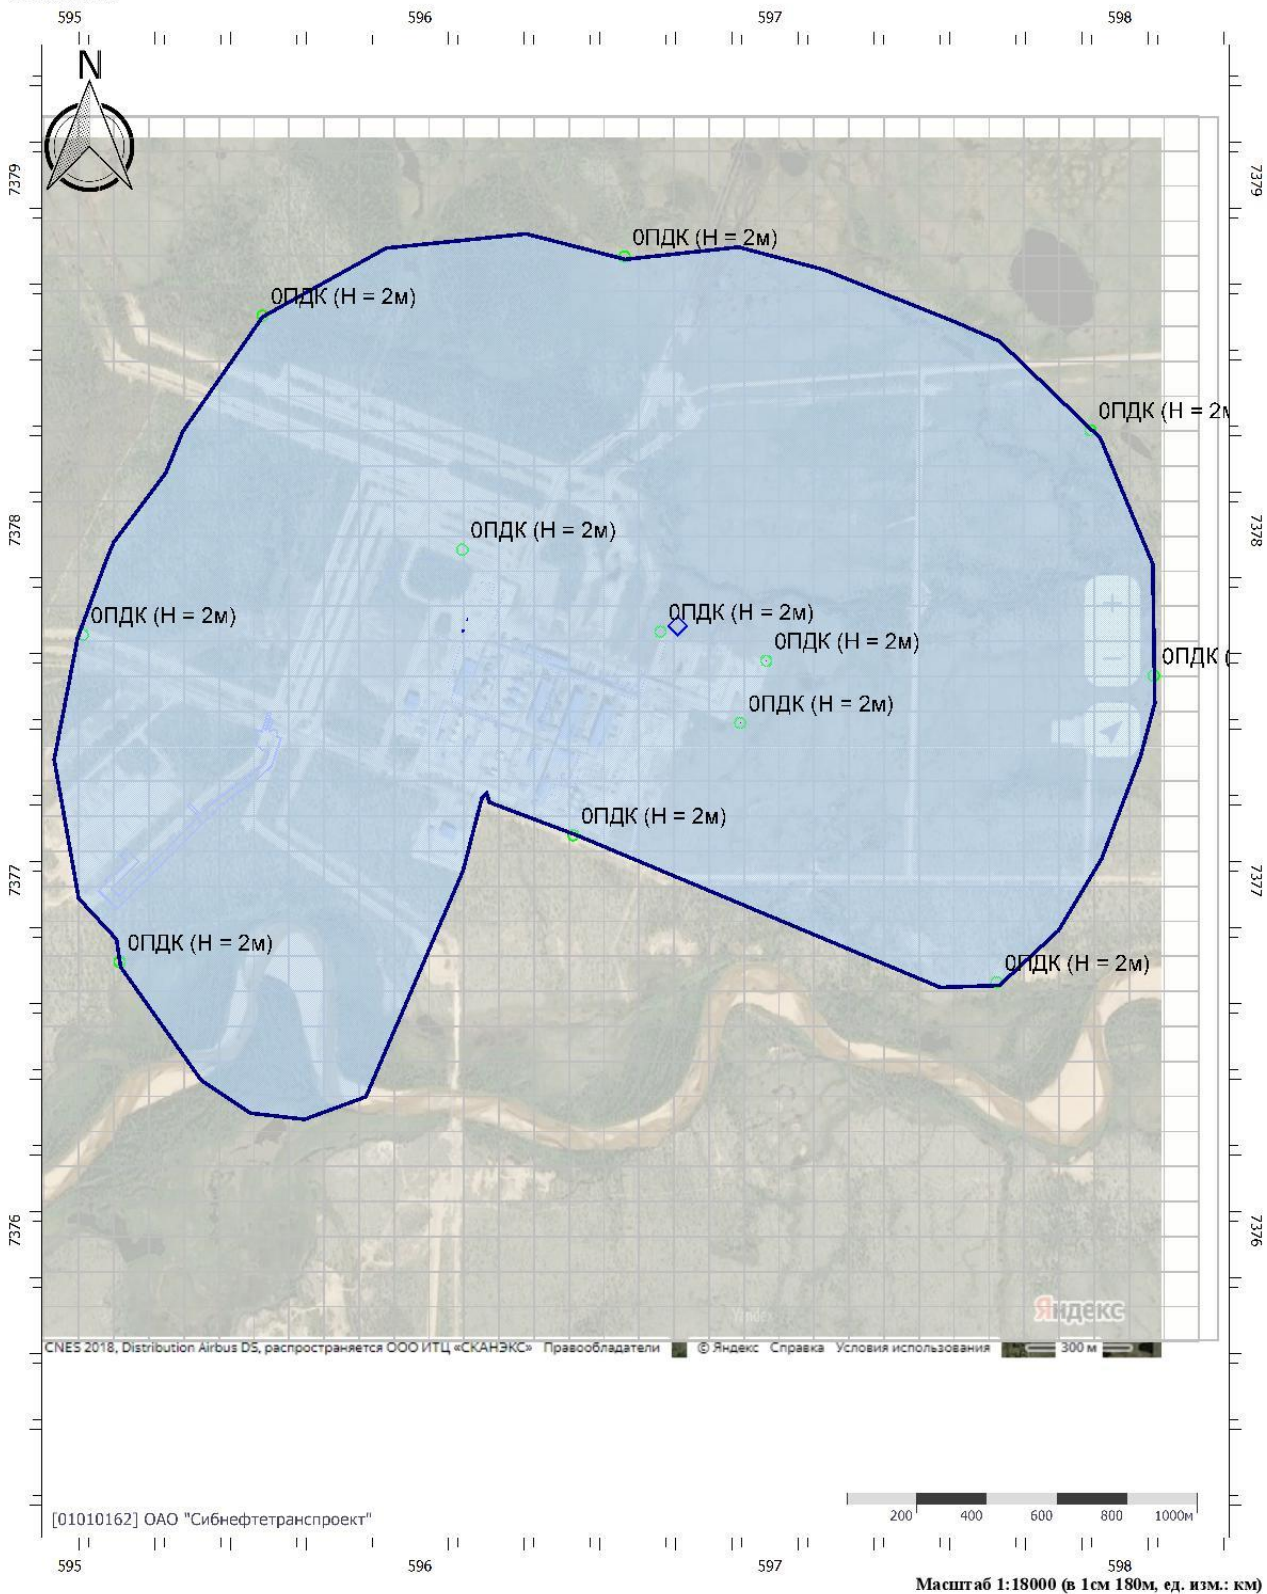 595 596 597 598
N
7379 7379
0ПДК (Н = 2м)
0ПДК (Н = 2м)
0ПДК (Н = 2м
7378 7378
0ПДК (Н = 2м)
0ПДК (Н = 2м)
0ПДК (Н = 2м)
0ПДК (Н = 2м)
0ПДК (
0ПДК (Н = 2м)
0ПДК (Н = 2м)
7377 7377
0ПДК (Н = 2м)
0ПДК (Н = 2м)
7376 7376
Яндекс
CNES 2018, Distribution Airbus DS, распространяется ООО ИТЦ «СКАНЭКС» Правообладатели © Яндекс Справка Условия использования 300 м
200 400 600 800 1000м
[01010162] ОАО "Сибнефтетранспроект"
595 596 597 598
Масштаб 1:18000 (в 1см 180м, ед. изм.: км)